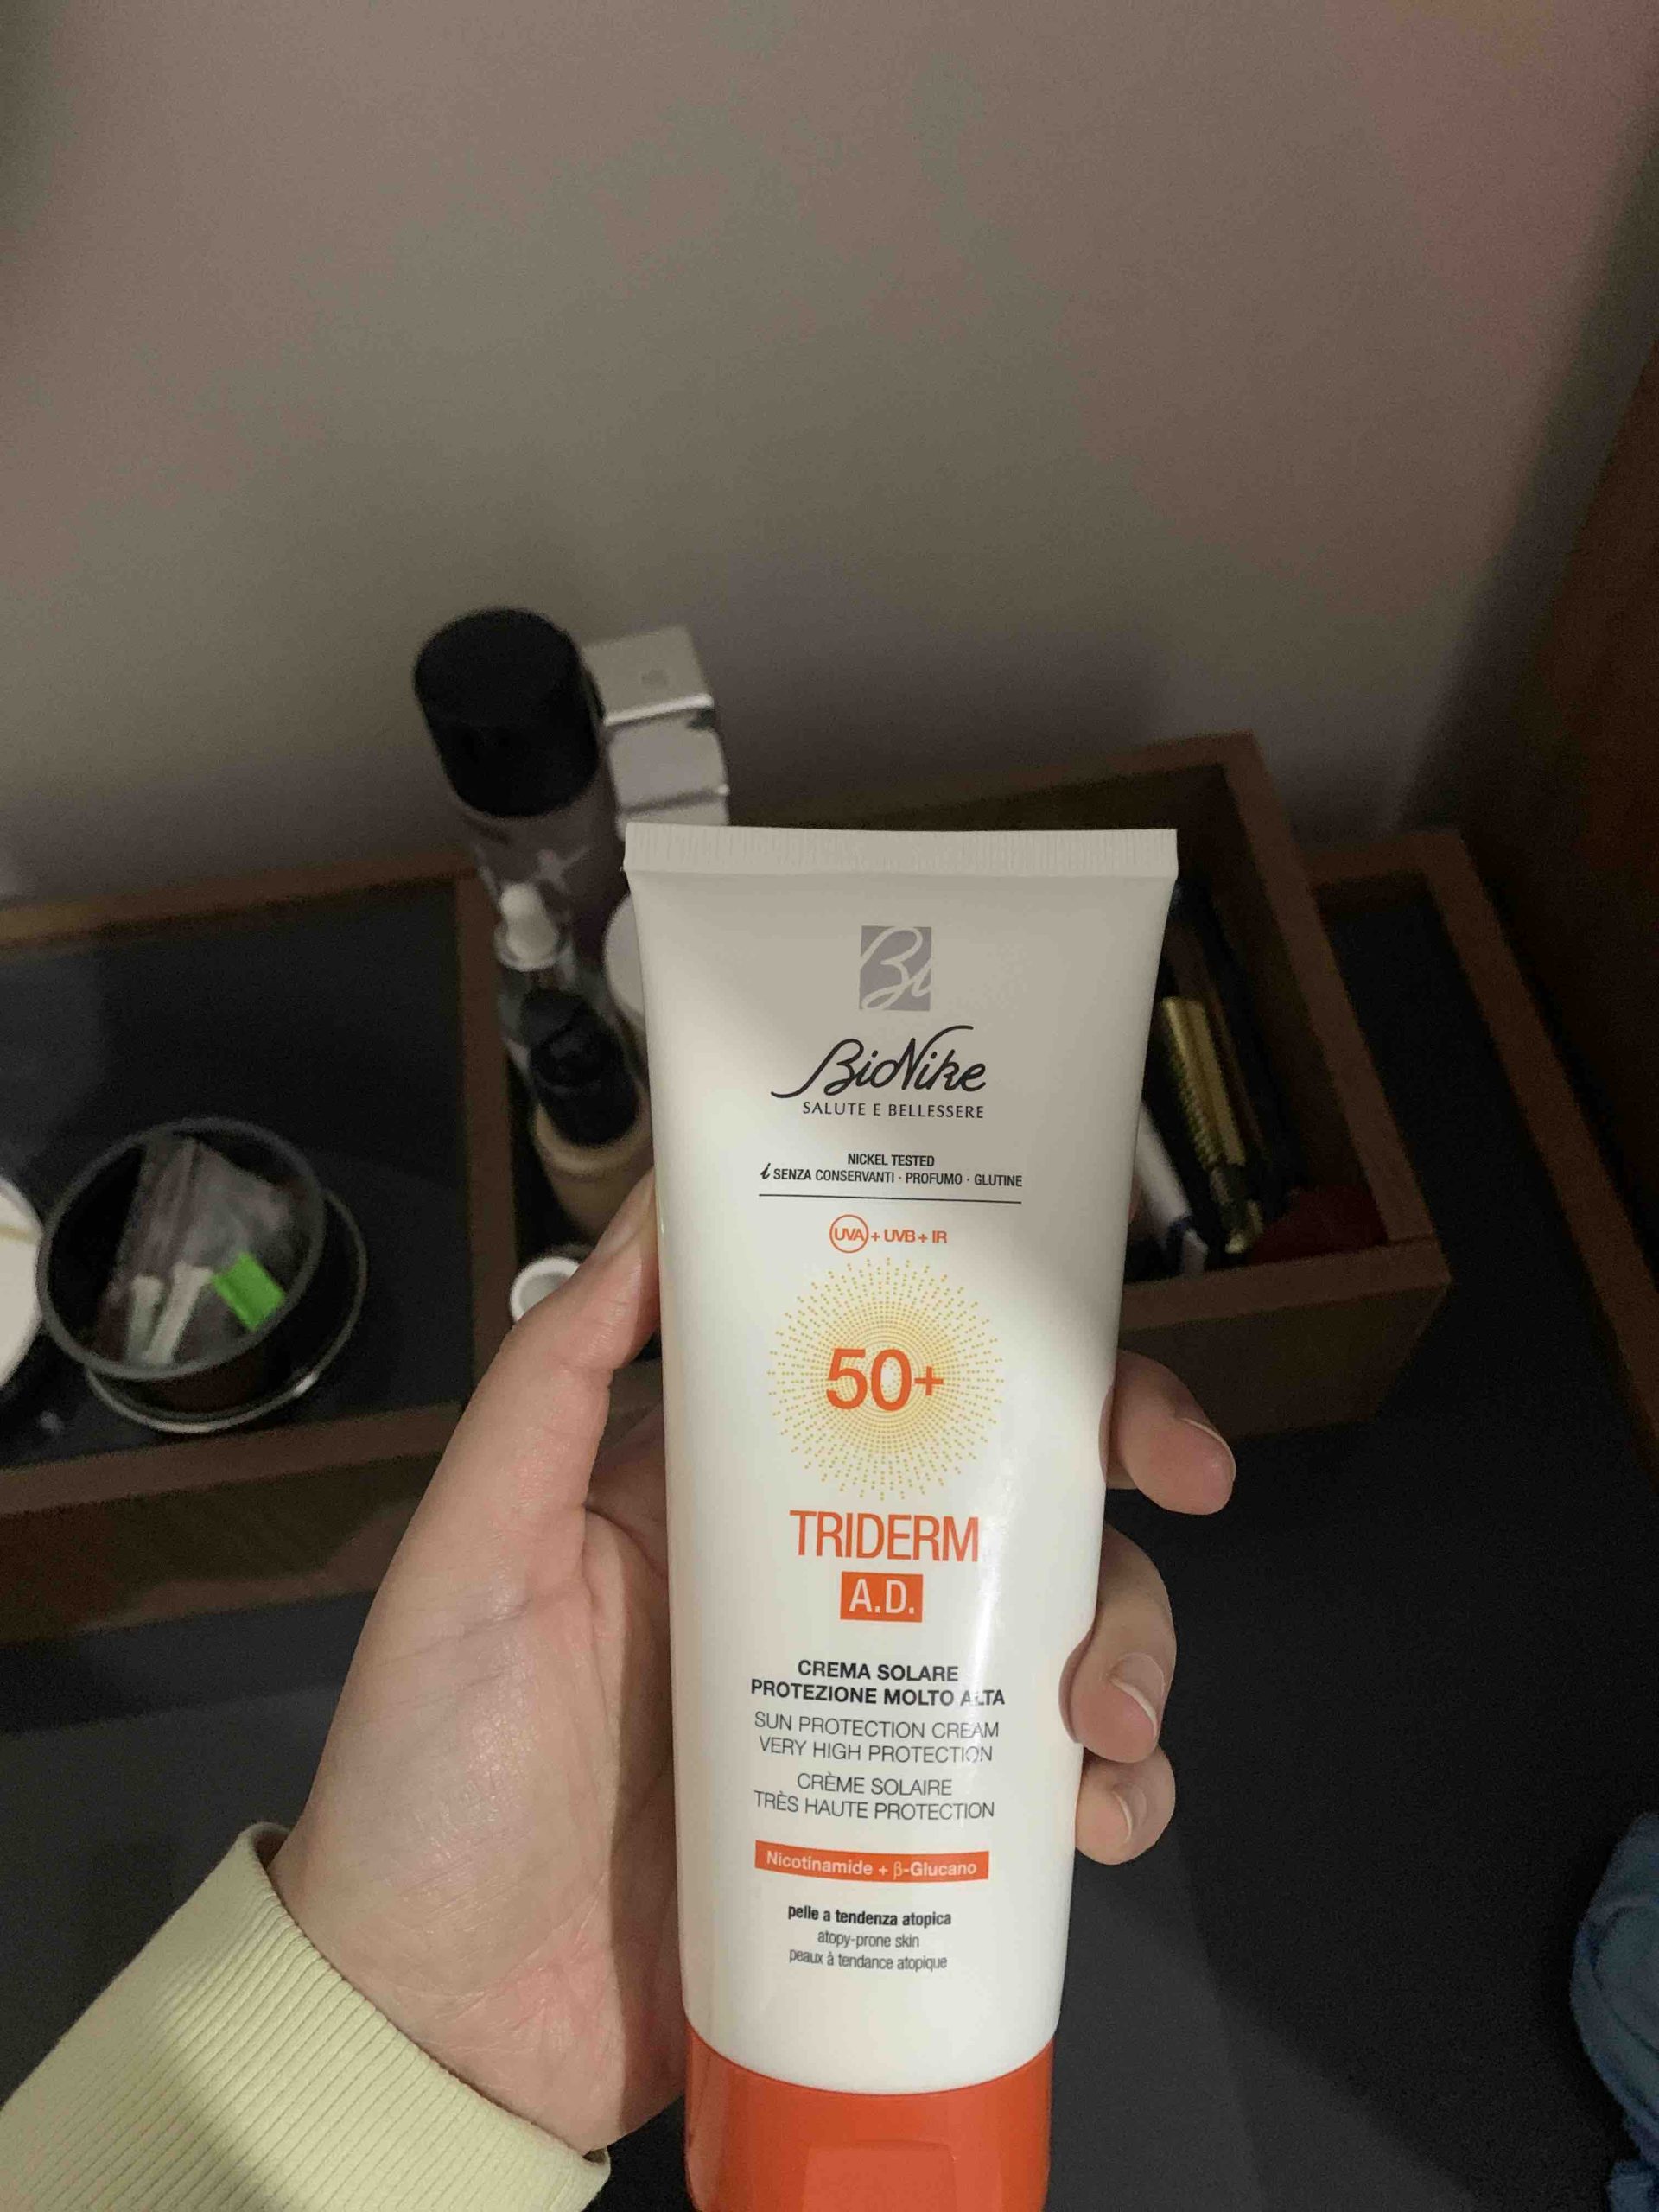 Bi
BioNike
SALUTE E BELLESSERE
NICKEL TESTED
i SENZA CONSERVANTI · PROFUMO · GLUTINE
UVA + UVB + IR
50+
TRIDERM
A.D.
CREMA SOLARE
PROTEZIONE MOLTO ALTA
SUN PROTECTION CREAM
VERY HIGH PROTECTION
CRÈME SOLAIRE
TRÈS HAUTE PROTECTION
Nicotinamide + β-Glucano
pelle a tendenza atopica
atopy-prone skin
peaux à tendance atopique